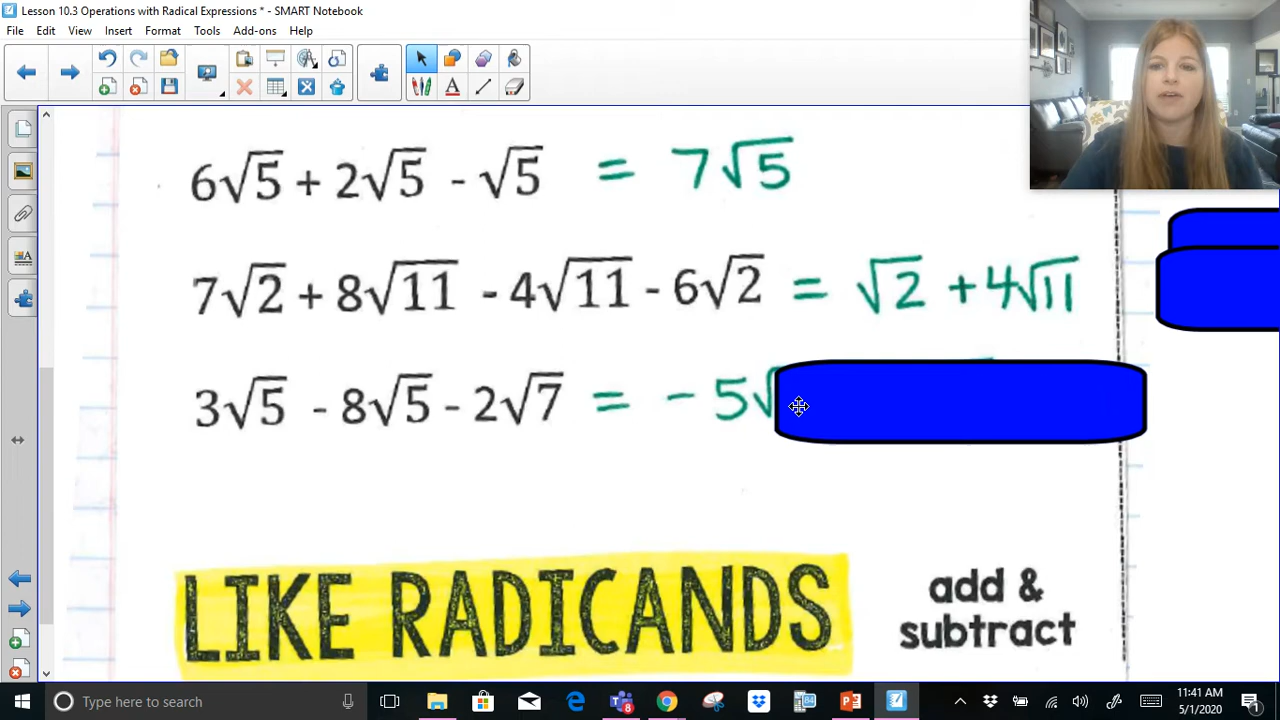 Lesson 10.3 Operations with Radical Expressions * - SMART Notebook
File Edit View Insert Format Tools Add-ons Help
6√5 + 2√5 - √5 = 7√5
7√2 + 8√11 - 4√11 - 6√2 = √2 + 4√11
3√5 - 8√5 - 2√7 = - 5√
LIKE RADICANDS
add &
subtract
Type here to search
8
11:41 AM
5/1/2020
1